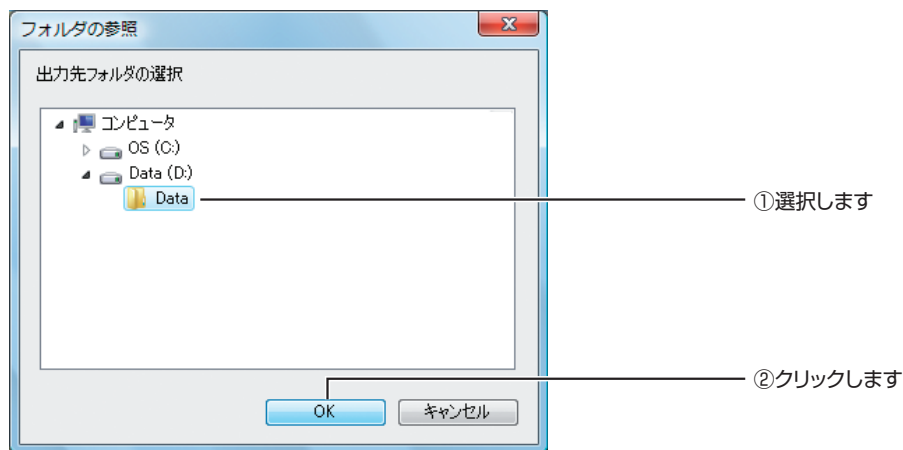 フォルダの参照
出力先フォルダの選択
コンピュータ
OS (C:)
Data (D:)
Data
①選択します
②クリックします
OK
キャンセル